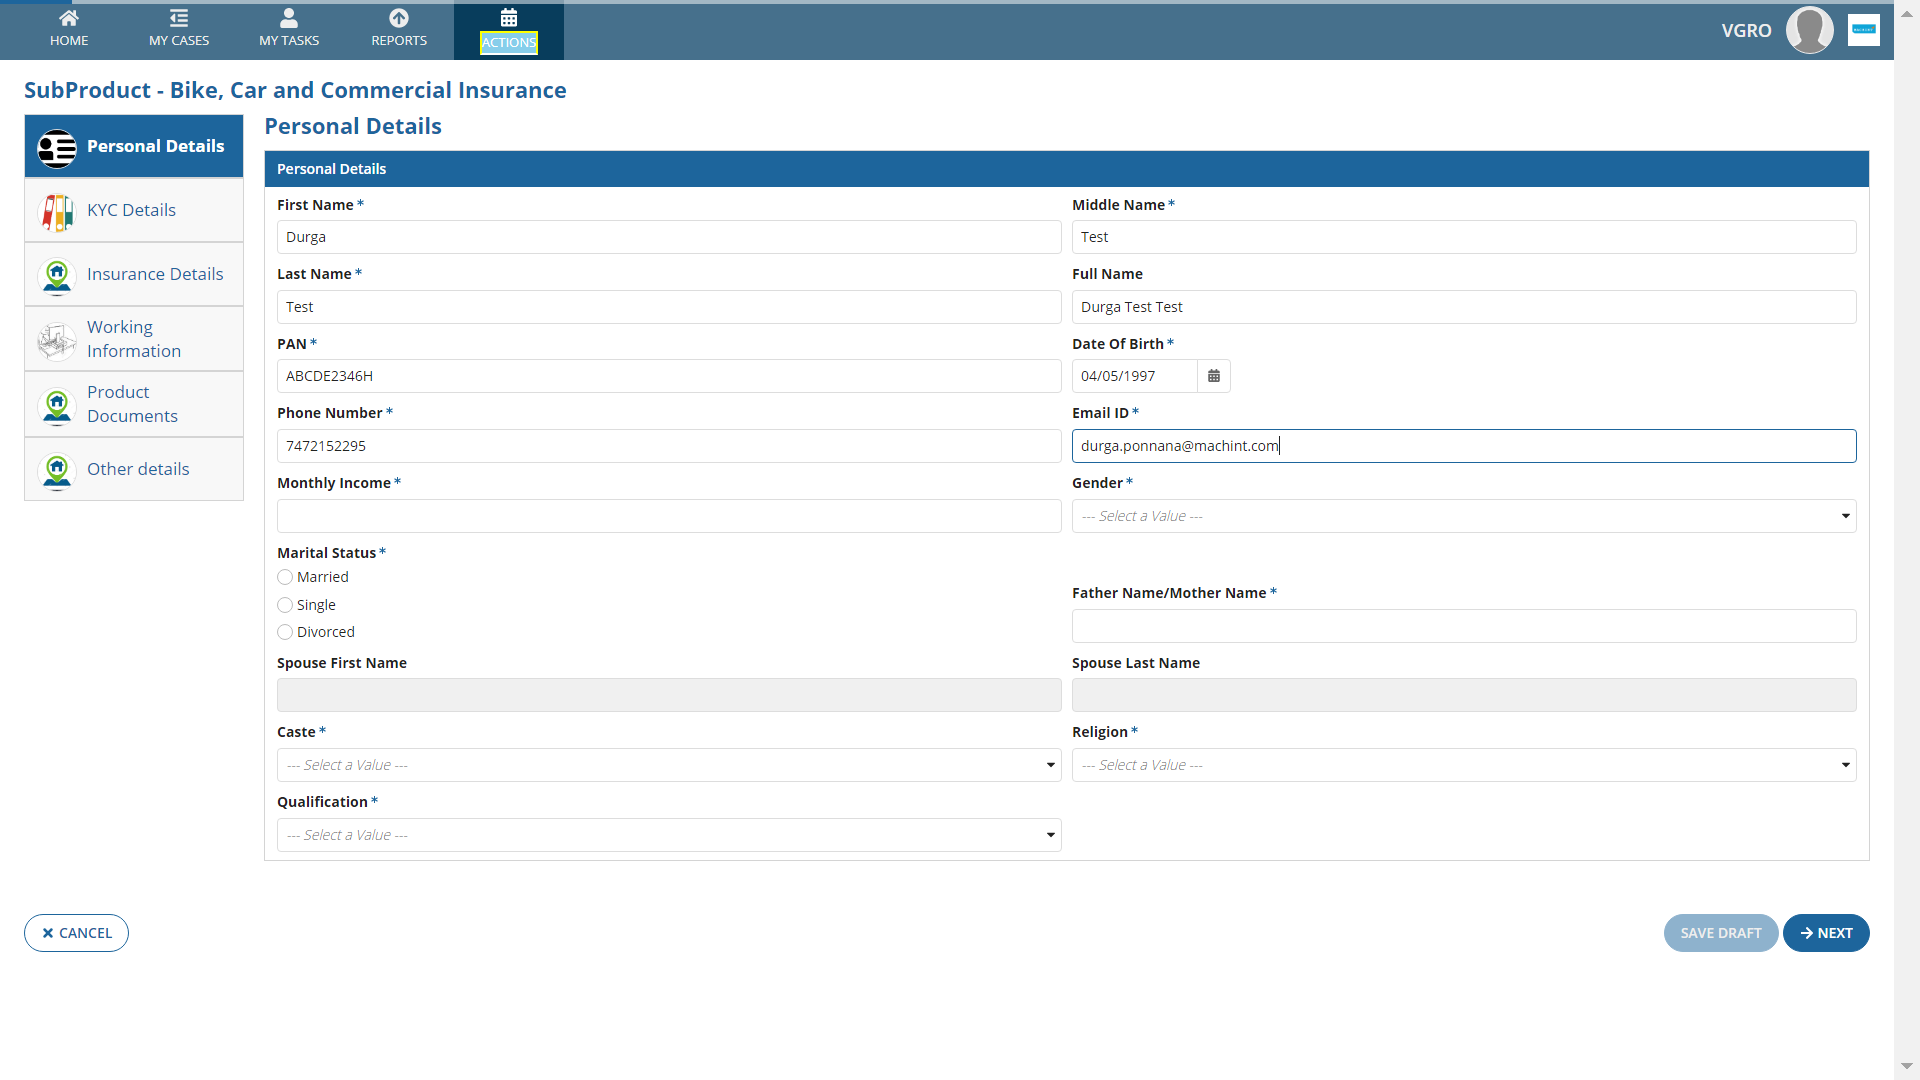 HOME
MY CASES
MY TASKS
REPORTS
ACTIONS
VGRO
SubProduct - Bike, Car and Commercial Insurance
Personal Details
KYC Details
Insurance Details
Working
Information
Product
Documents
Other details
Personal Details
Personal Details
First Name *
Durga
Middle Name *
Test
Last Name *
Test
Full Name
Durga Test Test
PAN *
ABCDE2346H
Date Of Birth *
04/05/1997
Phone Number *
7472152295
Email ID *
durga.ponnana@machint.com
Monthly Income *
Gender *
--- Select a Value ---
Marital Status *
Married
Single
Divorced
Father Name/Mother Name *
Spouse First Name
Spouse Last Name
Caste *
--- Select a Value ---
Religion *
--- Select a Value ---
Qualification *
--- Select a Value ---
CANCEL
SAVE DRAFT
NEXT